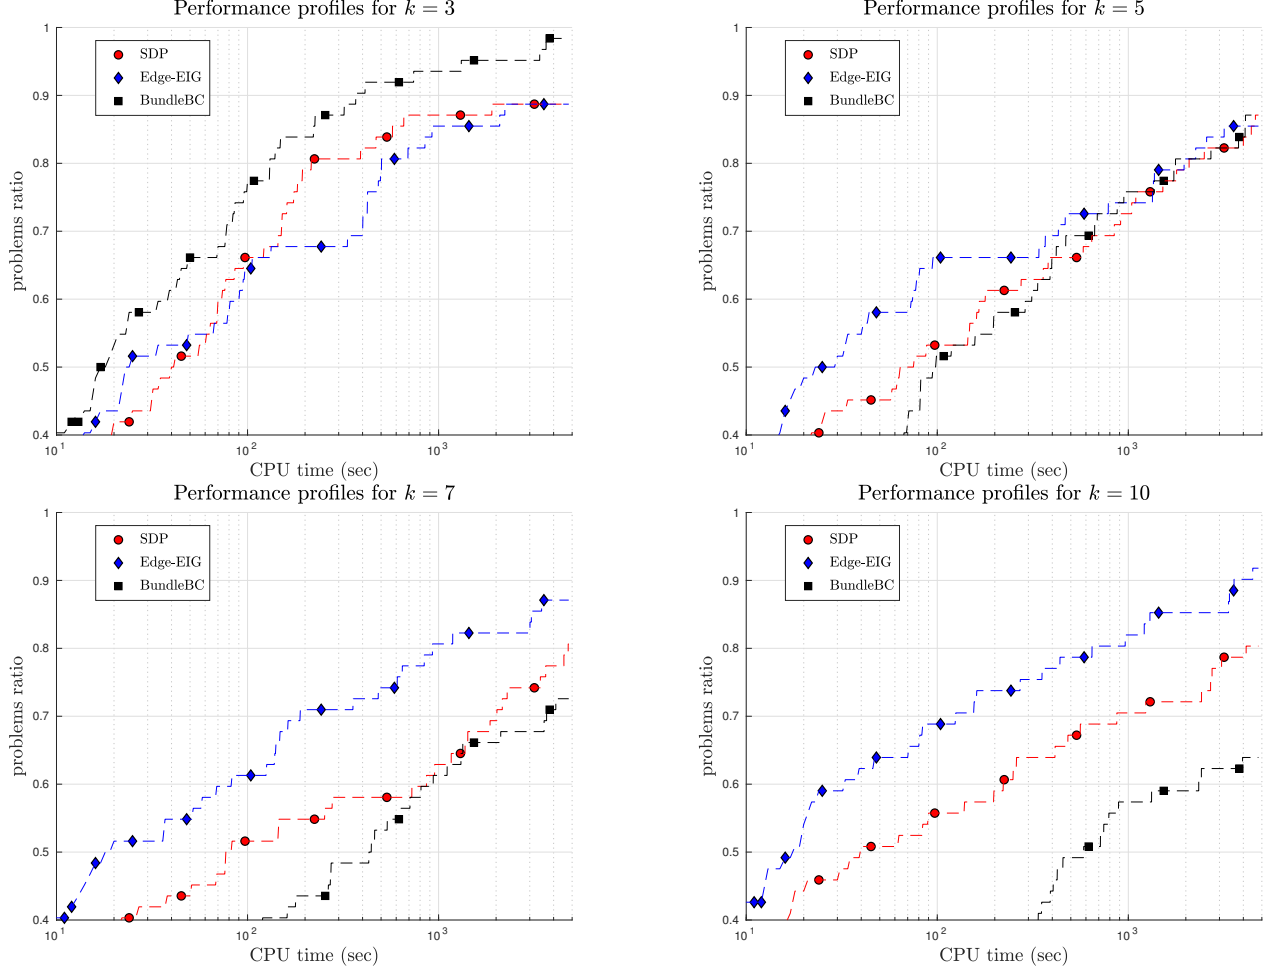 Performance profiles for k = 3
1
0.9
0.8
0.7
0.6
0.5
0.4
problems ratio
SDP
Edge-EIG
BundleBC
10^1
10^2
10^3
CPU time (sec)
Performance profiles for k = 5
1
0.9
0.8
0.7
0.6
0.5
0.4
problems ratio
SDP
Edge-EIG
BundleBC
10^1
10^2
10^3
CPU time (sec)
Performance profiles for k = 7
1
0.9
0.8
0.7
0.6
0.5
0.4
problems ratio
SDP
Edge-EIG
BundleBC
10^1
10^2
10^3
CPU time (sec)
Performance profiles for k = 10
1
0.9
0.8
0.7
0.6
0.5
0.4
problems ratio
SDP
Edge-EIG
BundleBC
10^1
10^2
10^3
CPU time (sec)